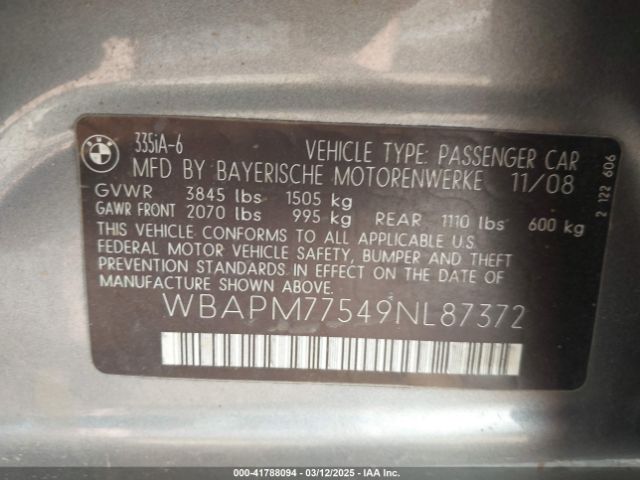 BMW
335iA-6
VEHICLE TYPE: PASSENGER CAR
MFD BY BAYERISCHE MOTORENWERKE 11/08
GVWR 3845 lbs 1505 kg
GAWR FRONT 2070 lbs 995 kg REAR 1110 lbs 600 kg
THIS VEHICLE CONFORMS TO ALL APPLICABLE U.S.
FEDERAL MOTOR VEHICLE SAFETY, BUMPER AND THEFT
PREVENTION STANDARDS IN EFFECT ON THE DATE OF
MANUFACTURE SHOWN ABOVE.
WBAPM77549NL87372
2 122 606
000-41788094 - 03/12/2025 - IAA Inc.